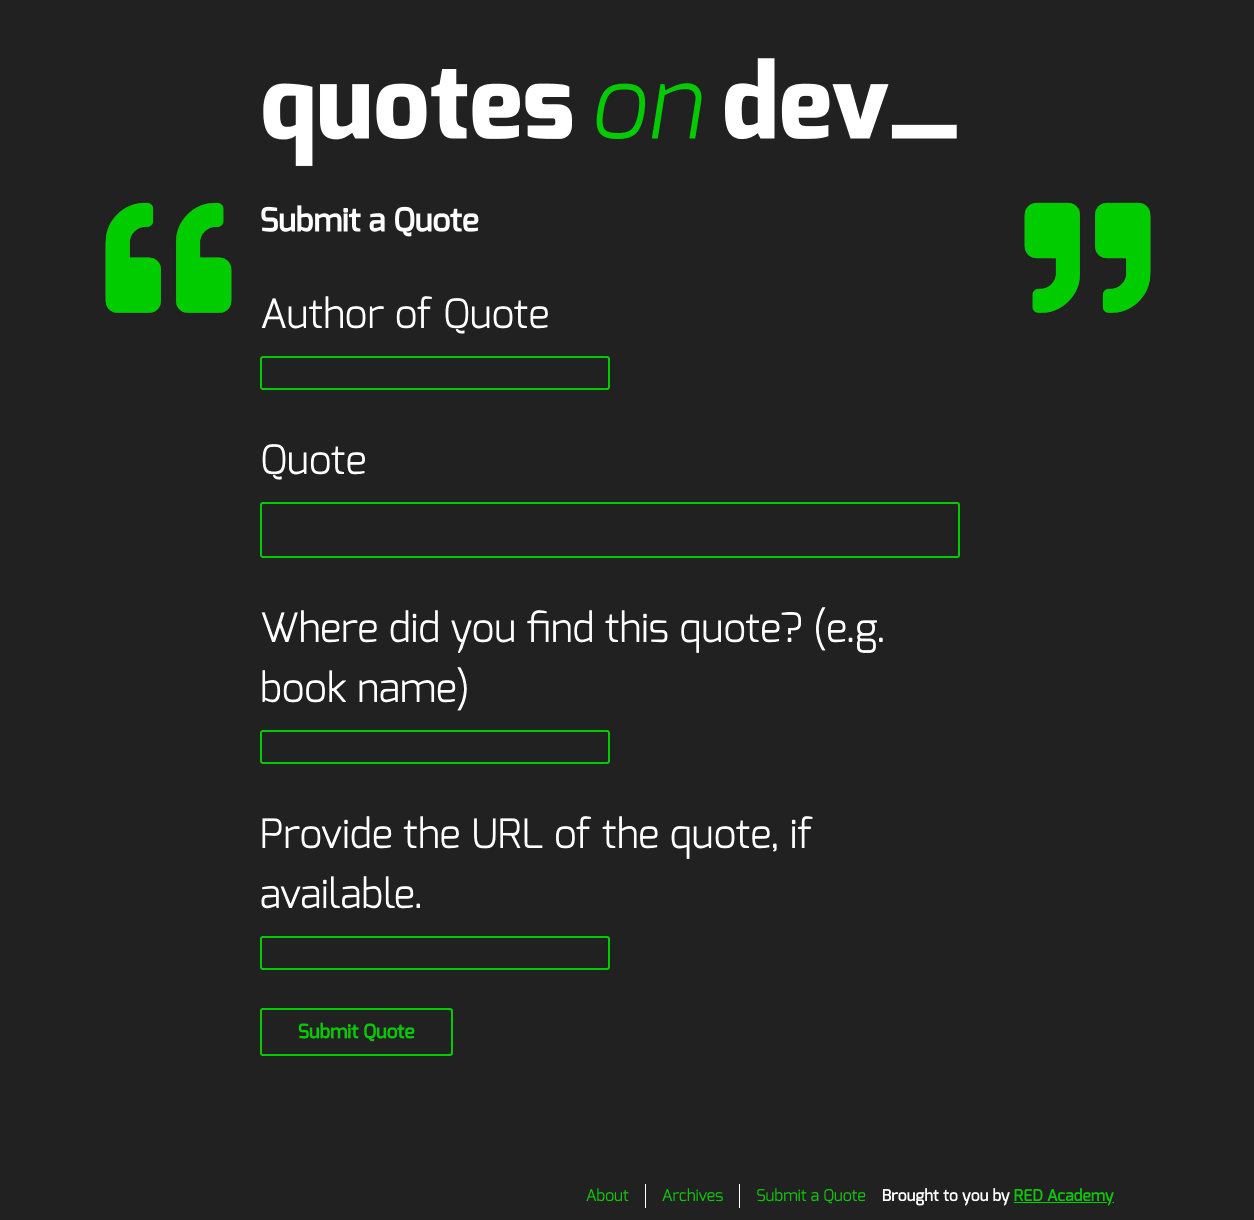 quotes on dev_
Submit a Quote
Author of Quote
Quote
Where did you find this quote? (e.g.
book name)
Provide the URL of the quote, if
available.
Submit Quote
About Archives Submit a Quote Brought to you by RED Academy